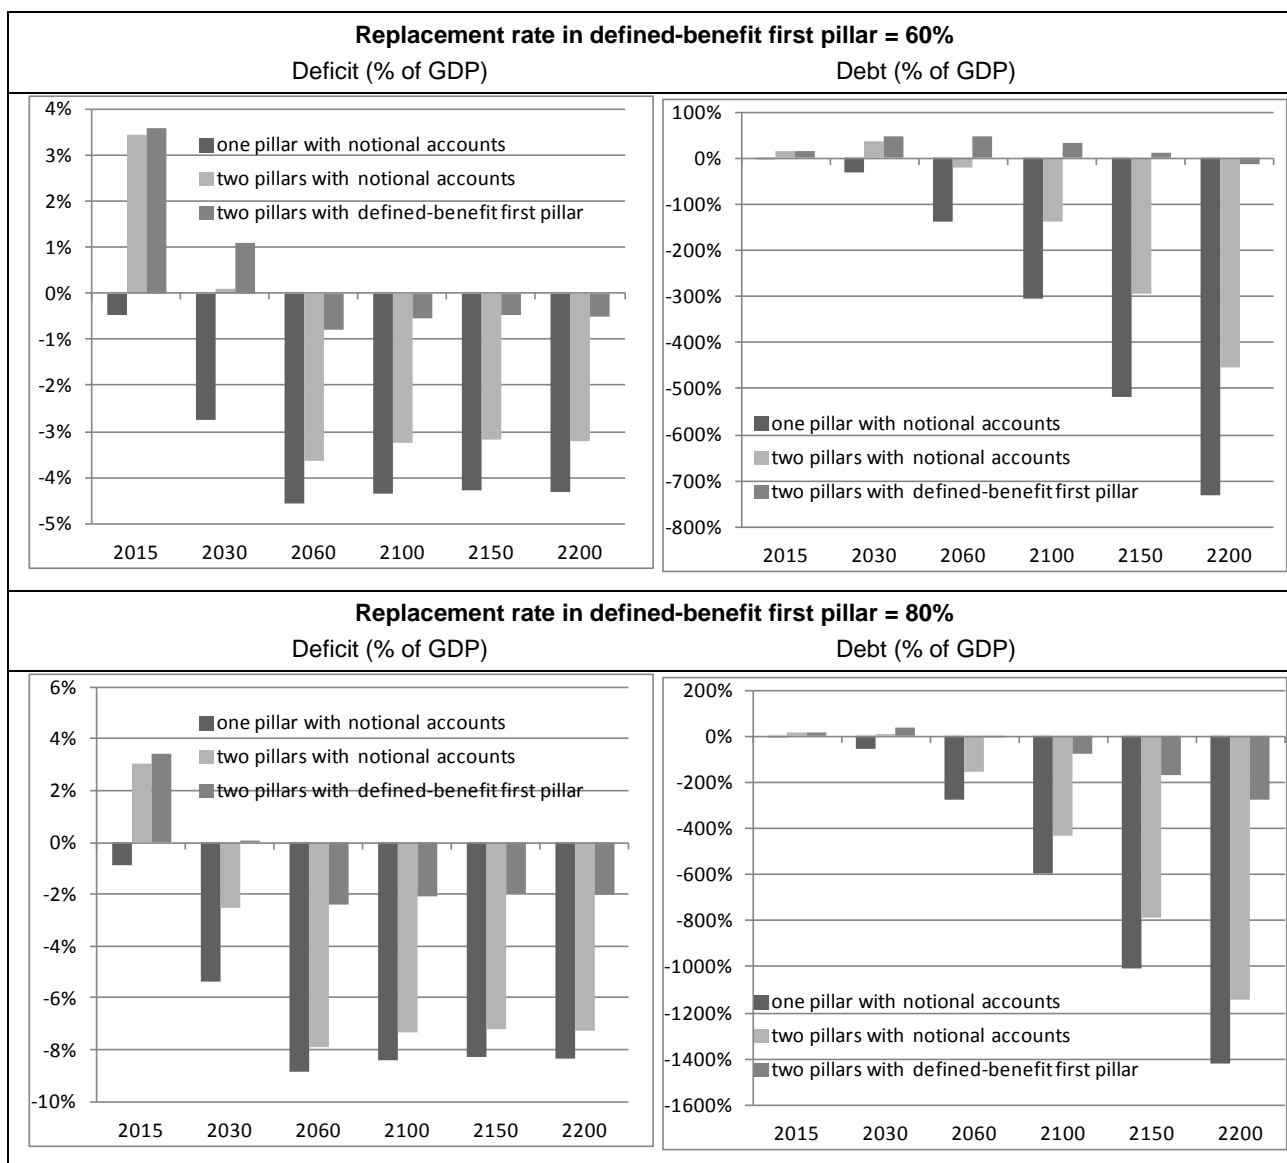 Replacement rate in defined-benefit first pillar = 60%
Deficit (% of GDP)
Debt (% of GDP)
4%
3%
2%
1%
0%
-1%
-2%
-3%
-4%
-5%
one pillar with notional accounts
two pillars with notional accounts
two pillars with defined-benefit first pillar
2015 2030 2060 2100 2150 2200
100%
0%
-100%
-200%
-300%
-400%
-500%
-600%
-700%
-800%
one pillar with notional accounts
two pillars with notional accounts
two pillars with defined-benefit first pillar
2015 2030 2060 2100 2150 2200
Replacement rate in defined-benefit first pillar = 80%
Deficit (% of GDP)
Debt (% of GDP)
6%
4%
2%
0%
-2%
-4%
-6%
-8%
-10%
one pillar with notional accounts
two pillars with notional accounts
two pillars with defined-benefit first pillar
2015 2030 2060 2100 2150 2200
200%
0%
-200%
-400%
-600%
-800%
-1000%
-1200%
-1400%
-1600%
one pillar with notional accounts
two pillars with notional accounts
two pillars with defined-benefit first pillar
2015 2030 2060 2100 2150 2200